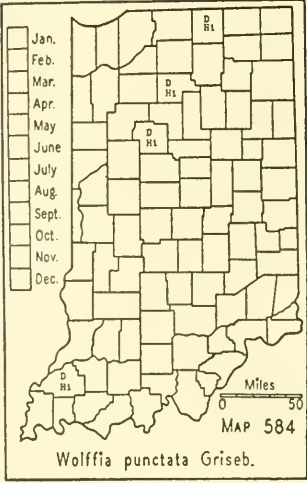 Jan.
Feb.
Mar.
Apr.
May
June
July
Aug.
Sept.
Oct.
Nov.
Dec.
D
H1
D
H1
D
H1
D
H1
Miles
0 50
MAP 584
Wolffia punctata Griseb.